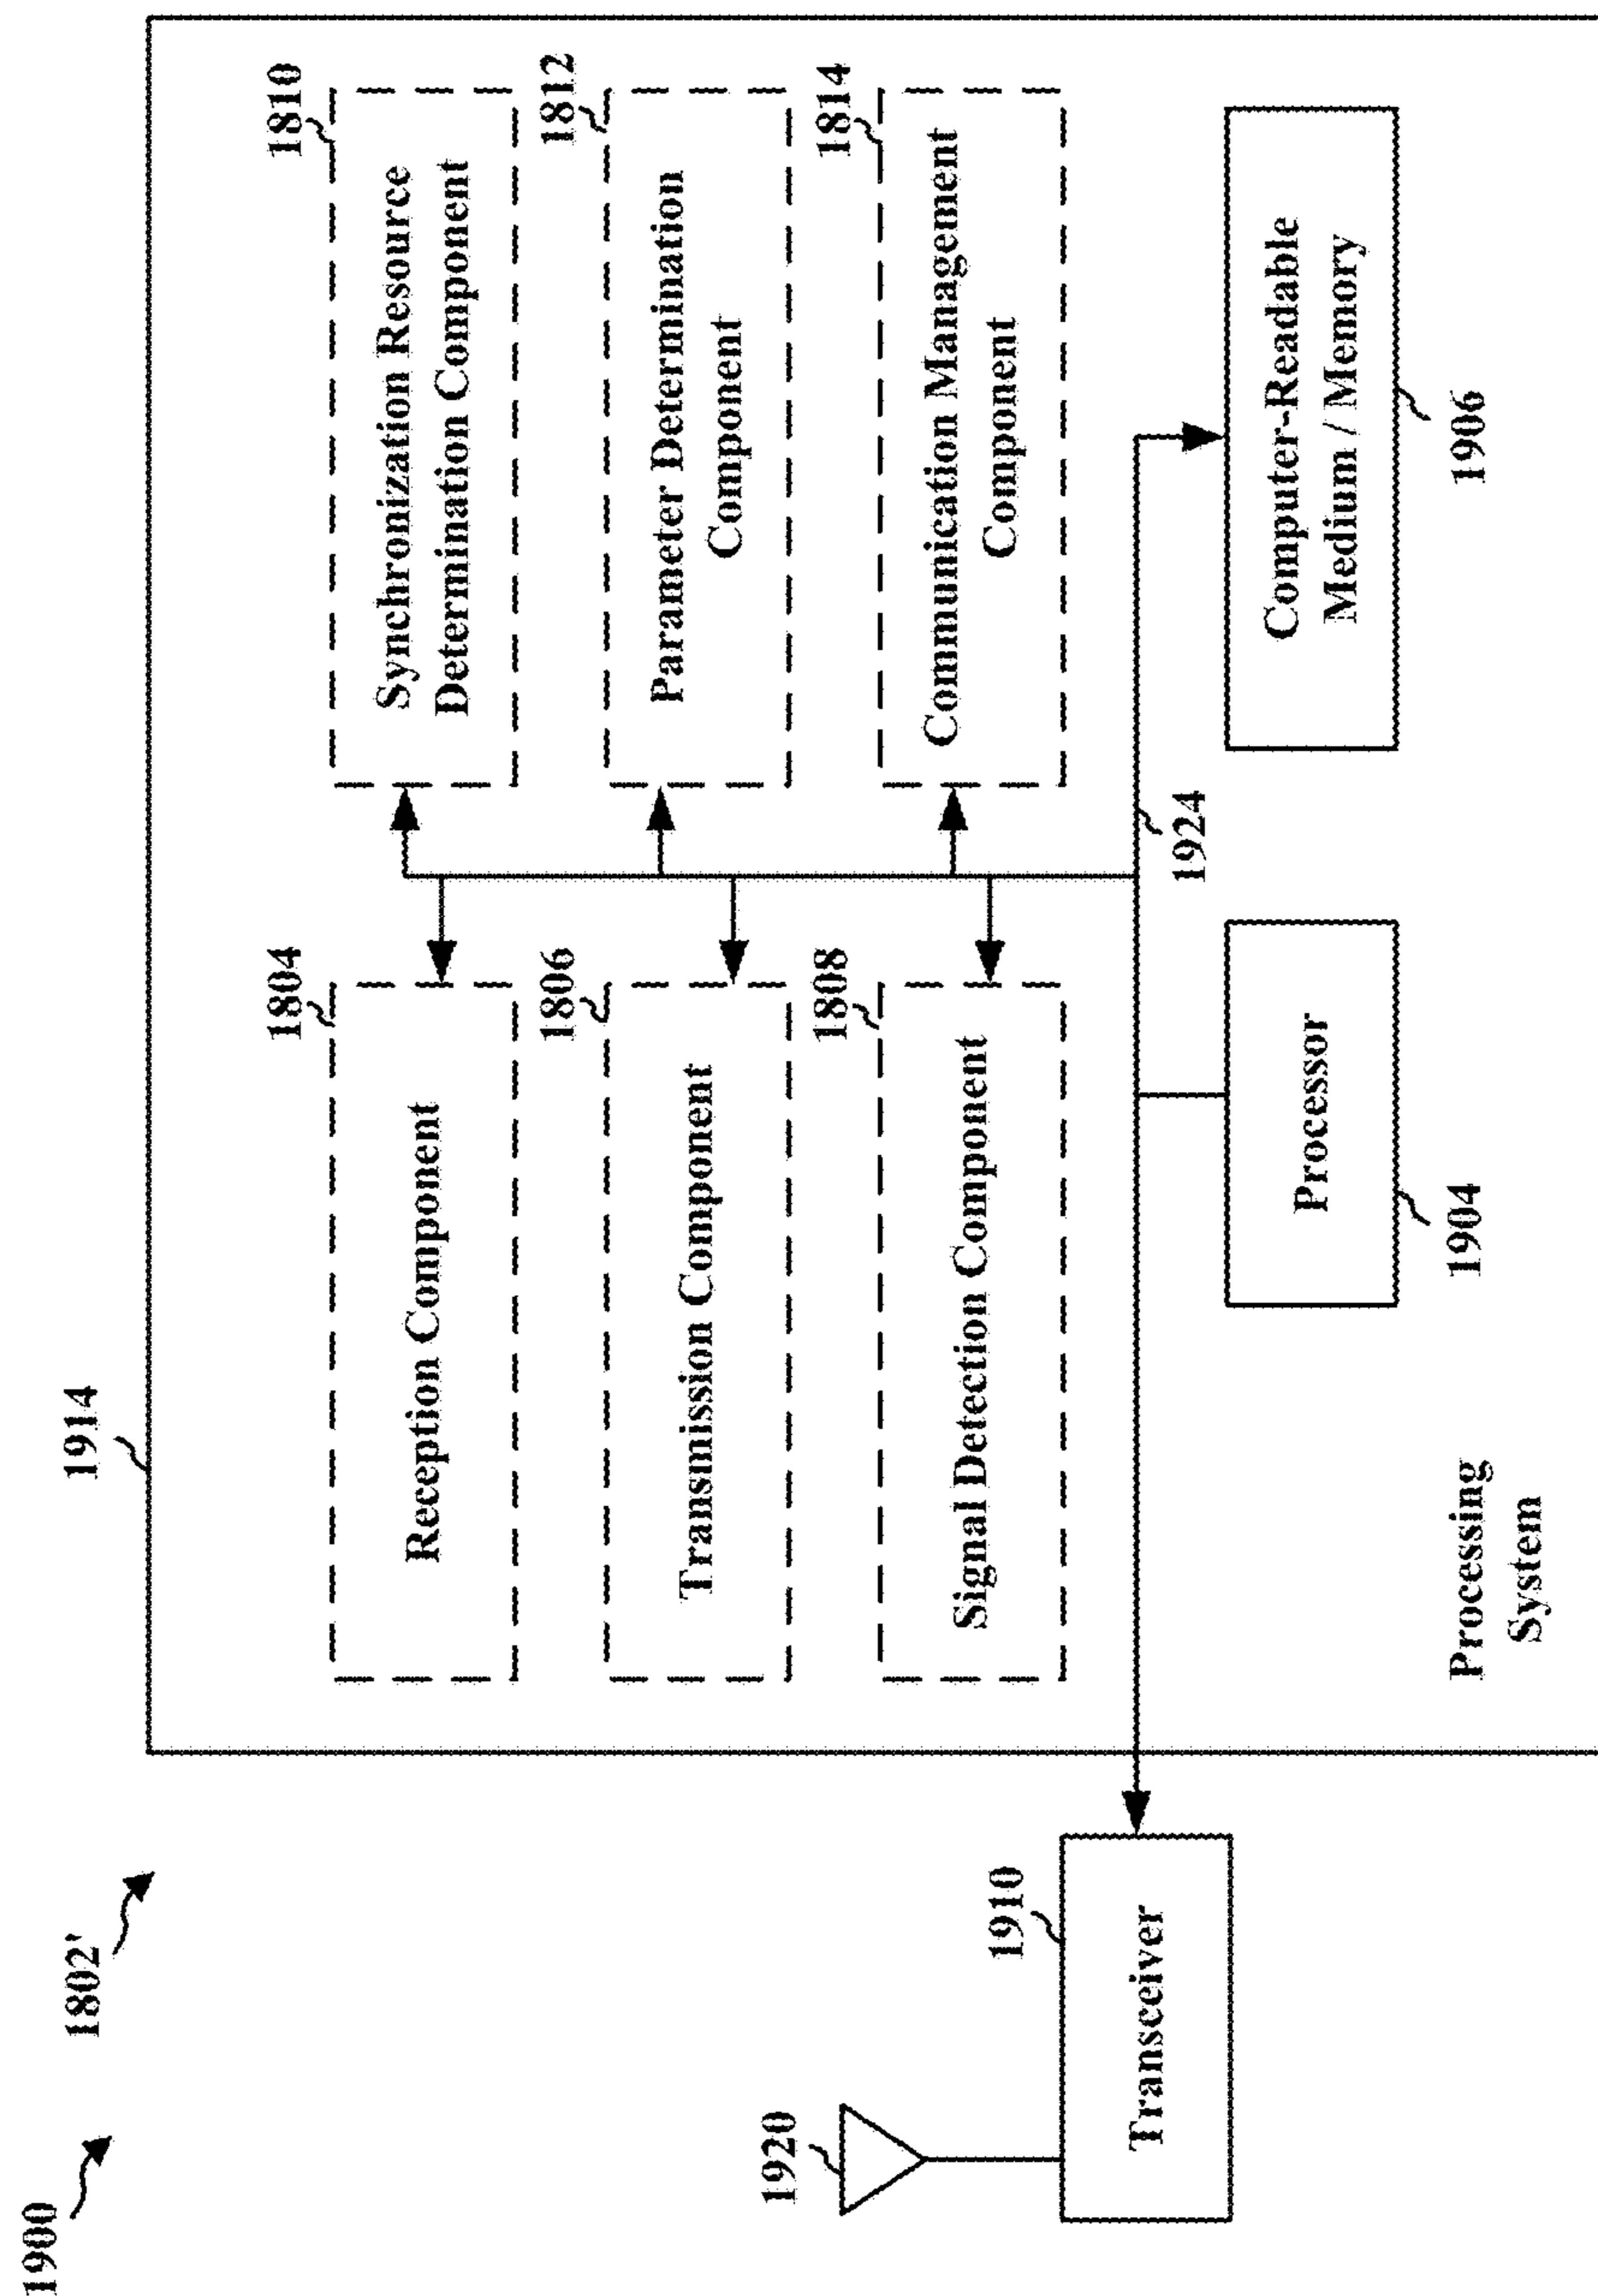 1900
1802'
1914
1804
Reception Component
1810
Synchronization Resource
Determination Component
1806
Transmission Component
1812
Parameter Determination
Component
1808
Signal Detection Component
1814
Communication Management
Component
1920
1910
Transceiver
1924
Processor
1904
Computer-Readable
Medium / Memory
1906
Processing
System